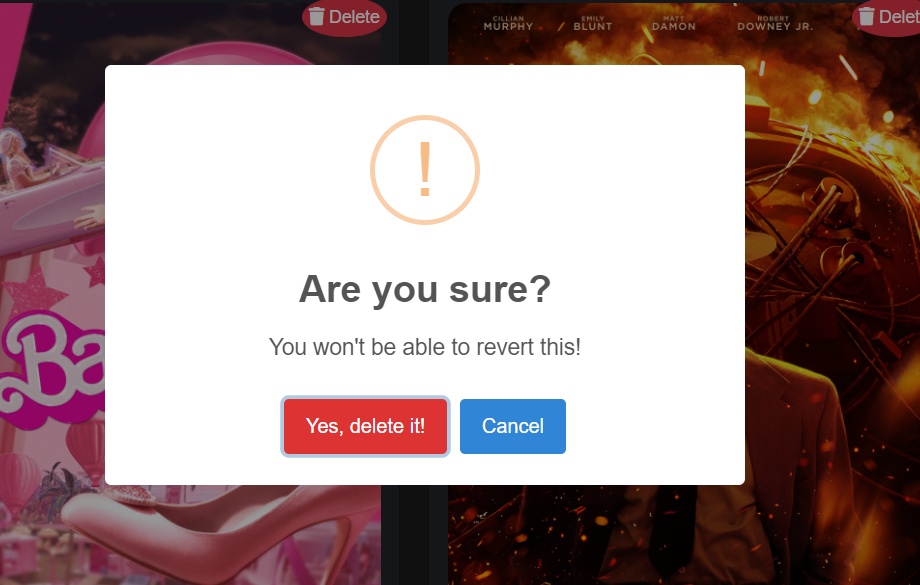 Delete
CILLIAN MURPHY / EMILY BLUNT / MATT DAMON ROBERT DOWNEY JR.
Delet
Are you sure?
You won't be able to revert this!
Yes, delete it! Cancel
Ba